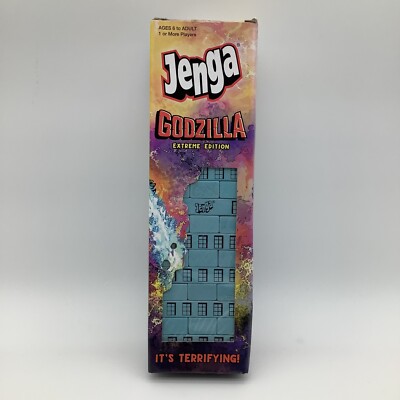 AGES 8 to ADULT
1 or More Players
Jenga
GODZILLA
EXTREME EDITION
Jenga
IT'S TERRIFYING!